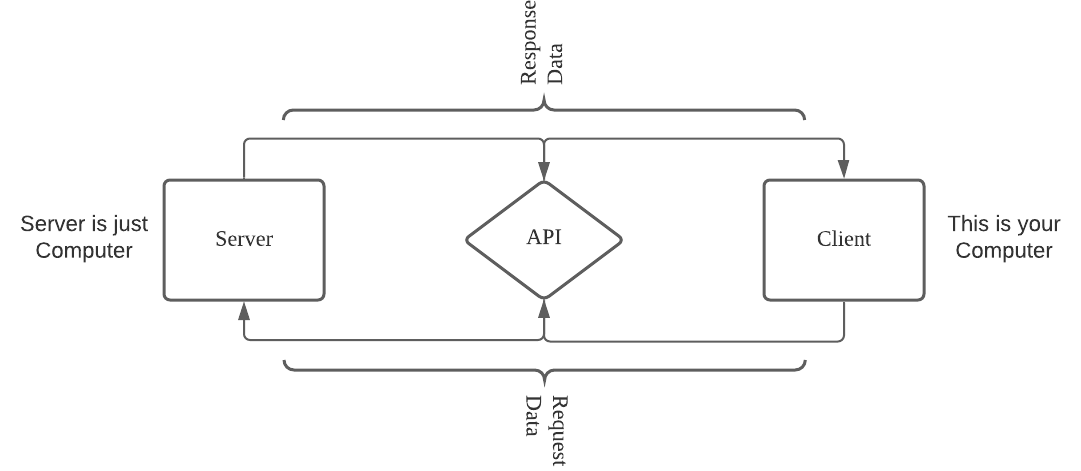 Response
Data
Server is just
Computer
Server
API
Client
This is your
Computer
Request
Data